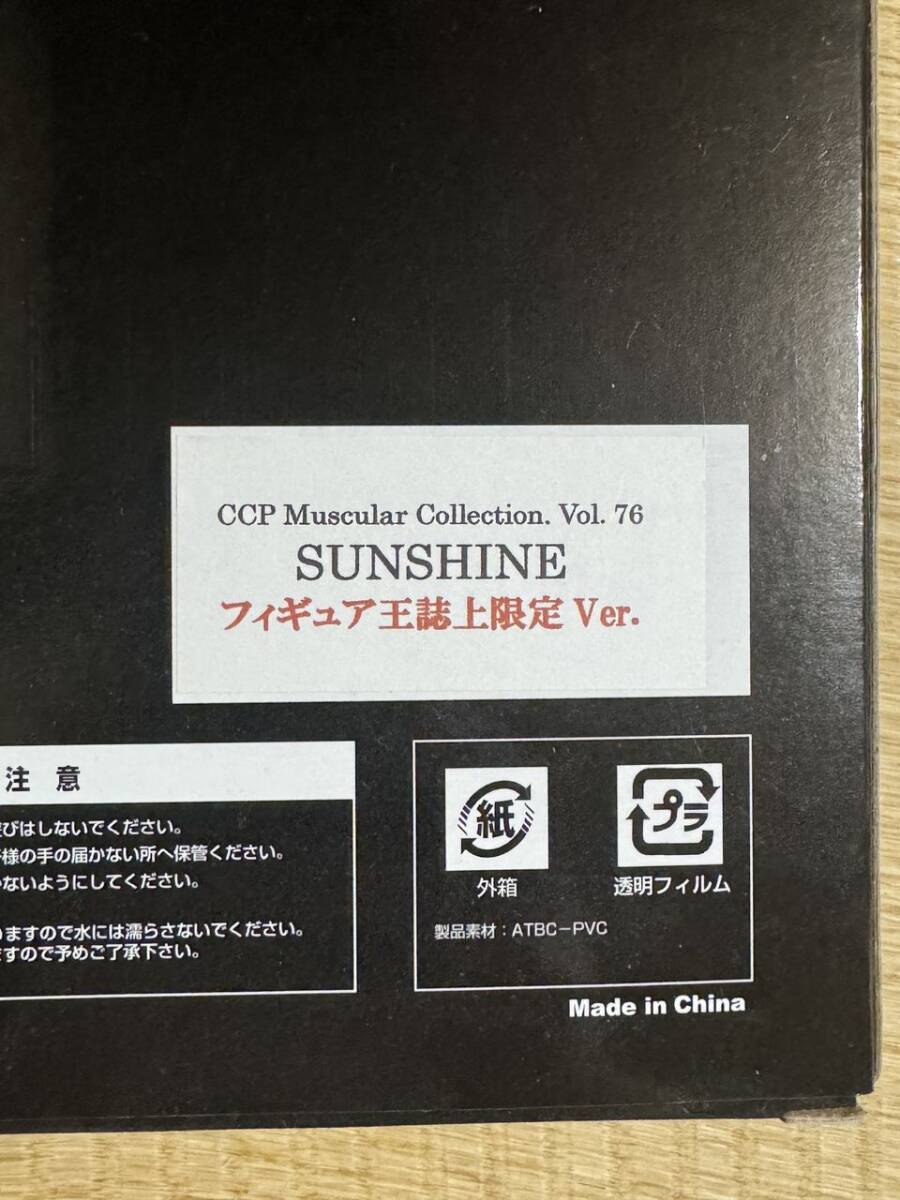 CCP Muscular Collection. Vol. 76
SUNSHINE
フィギュア王誌上限定 Ver.
注 意
びはしないでください。
様の手の届かない所へ保管ください。
ないようにしてください。
ますので水には濡らさないでください。
すので予めご了承下さい。
紙
外箱
プラ
透明フィルム
製品素材：ATBC-PVC
Made in China